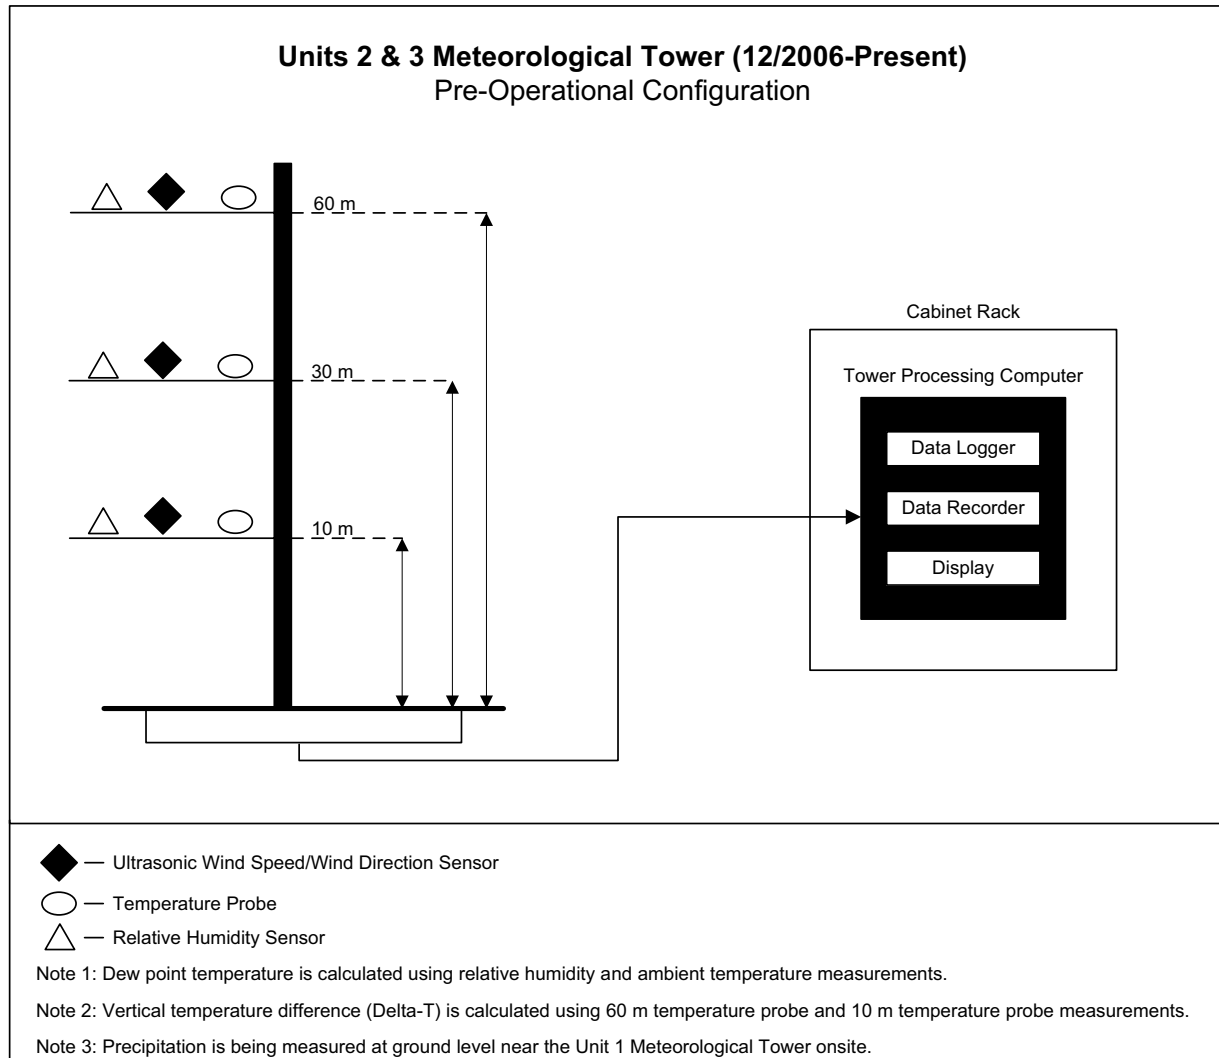 Units 2 & 3 Meteorological Tower (12/2006-Present)
Pre-Operational Configuration
60 m
30 m
10 m
Cabinet Rack
Tower Processing Computer
Data Logger
Data Recorder
Display
— Ultrasonic Wind Speed/Wind Direction Sensor
— Temperature Probe
— Relative Humidity Sensor
Note 1: Dew point temperature is calculated using relative humidity and ambient temperature measurements.
Note 2: Vertical temperature difference (Delta-T) is calculated using 60 m temperature probe and 10 m temperature probe measurements.
Note 3: Precipitation is being measured at ground level near the Unit 1 Meteorological Tower onsite.